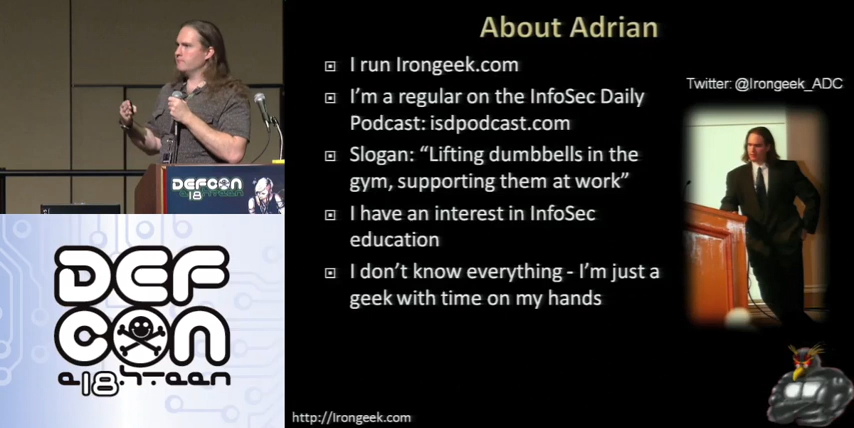 About Adrian
I run Irongeek.com
I'm a regular on the InfoSec Daily
Podcast: isdpodcast.com
Slogan: "Lifting dumbbells in the
gym, supporting them at work"
I have an interest in InfoSec
education
I don't know everything - I'm just a
geek with time on my hands
Twitter: @Irongeek_ADC
http://Irongeek.com
DEFCON
18
DEF
CON
e18hteen